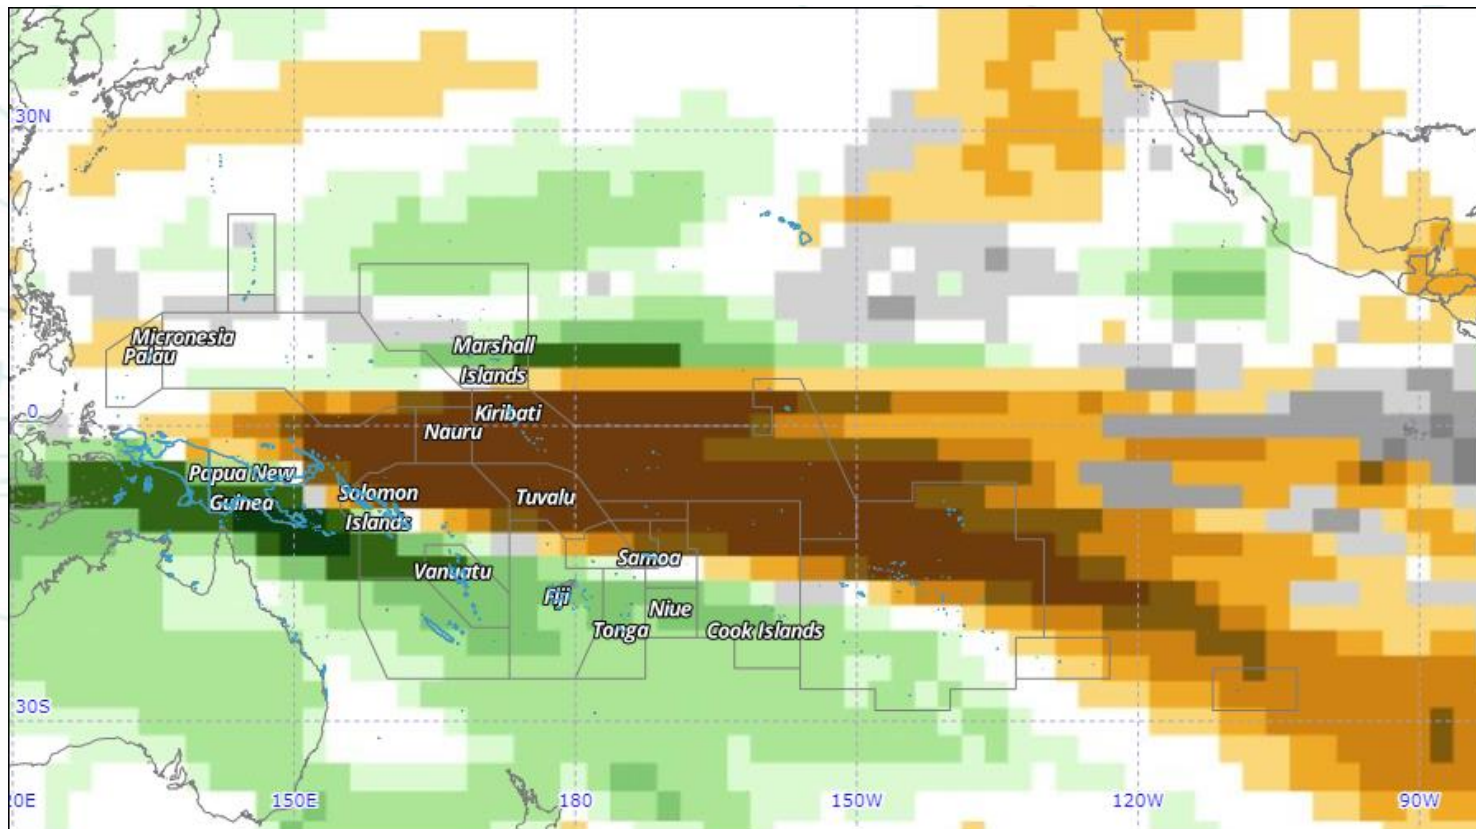 30N
Micronesia
Palau
Marshall
Islands
0
Kiribati
Nauru
Papua New
Guinea
Solomon
Islands
Tuvalu
Samoa
Vanuatu
Fiji
Niue
Tonga
Cook Islands
30S
20E
150E
180
150W
120W
90W